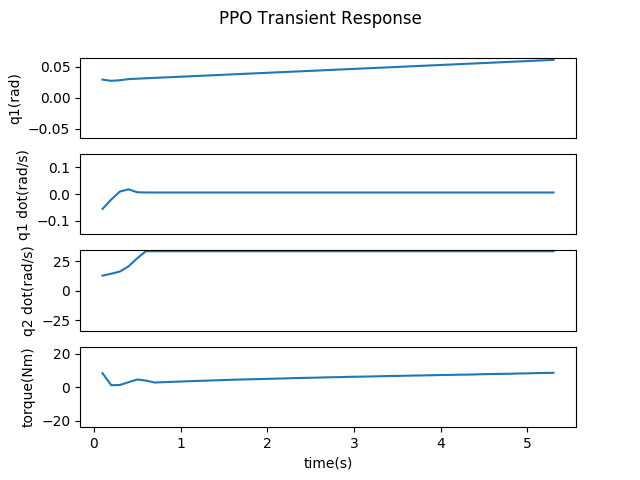 PPO Transient Response
q1(rad)
0.05
0.00
−0.05
q1 dot(rad/s)
0.1
0.0
−0.1
q2 dot(rad/s)
25
0
−25
torque(Nm)
20
0
−20
0 1 2 3 4 5
time(s)